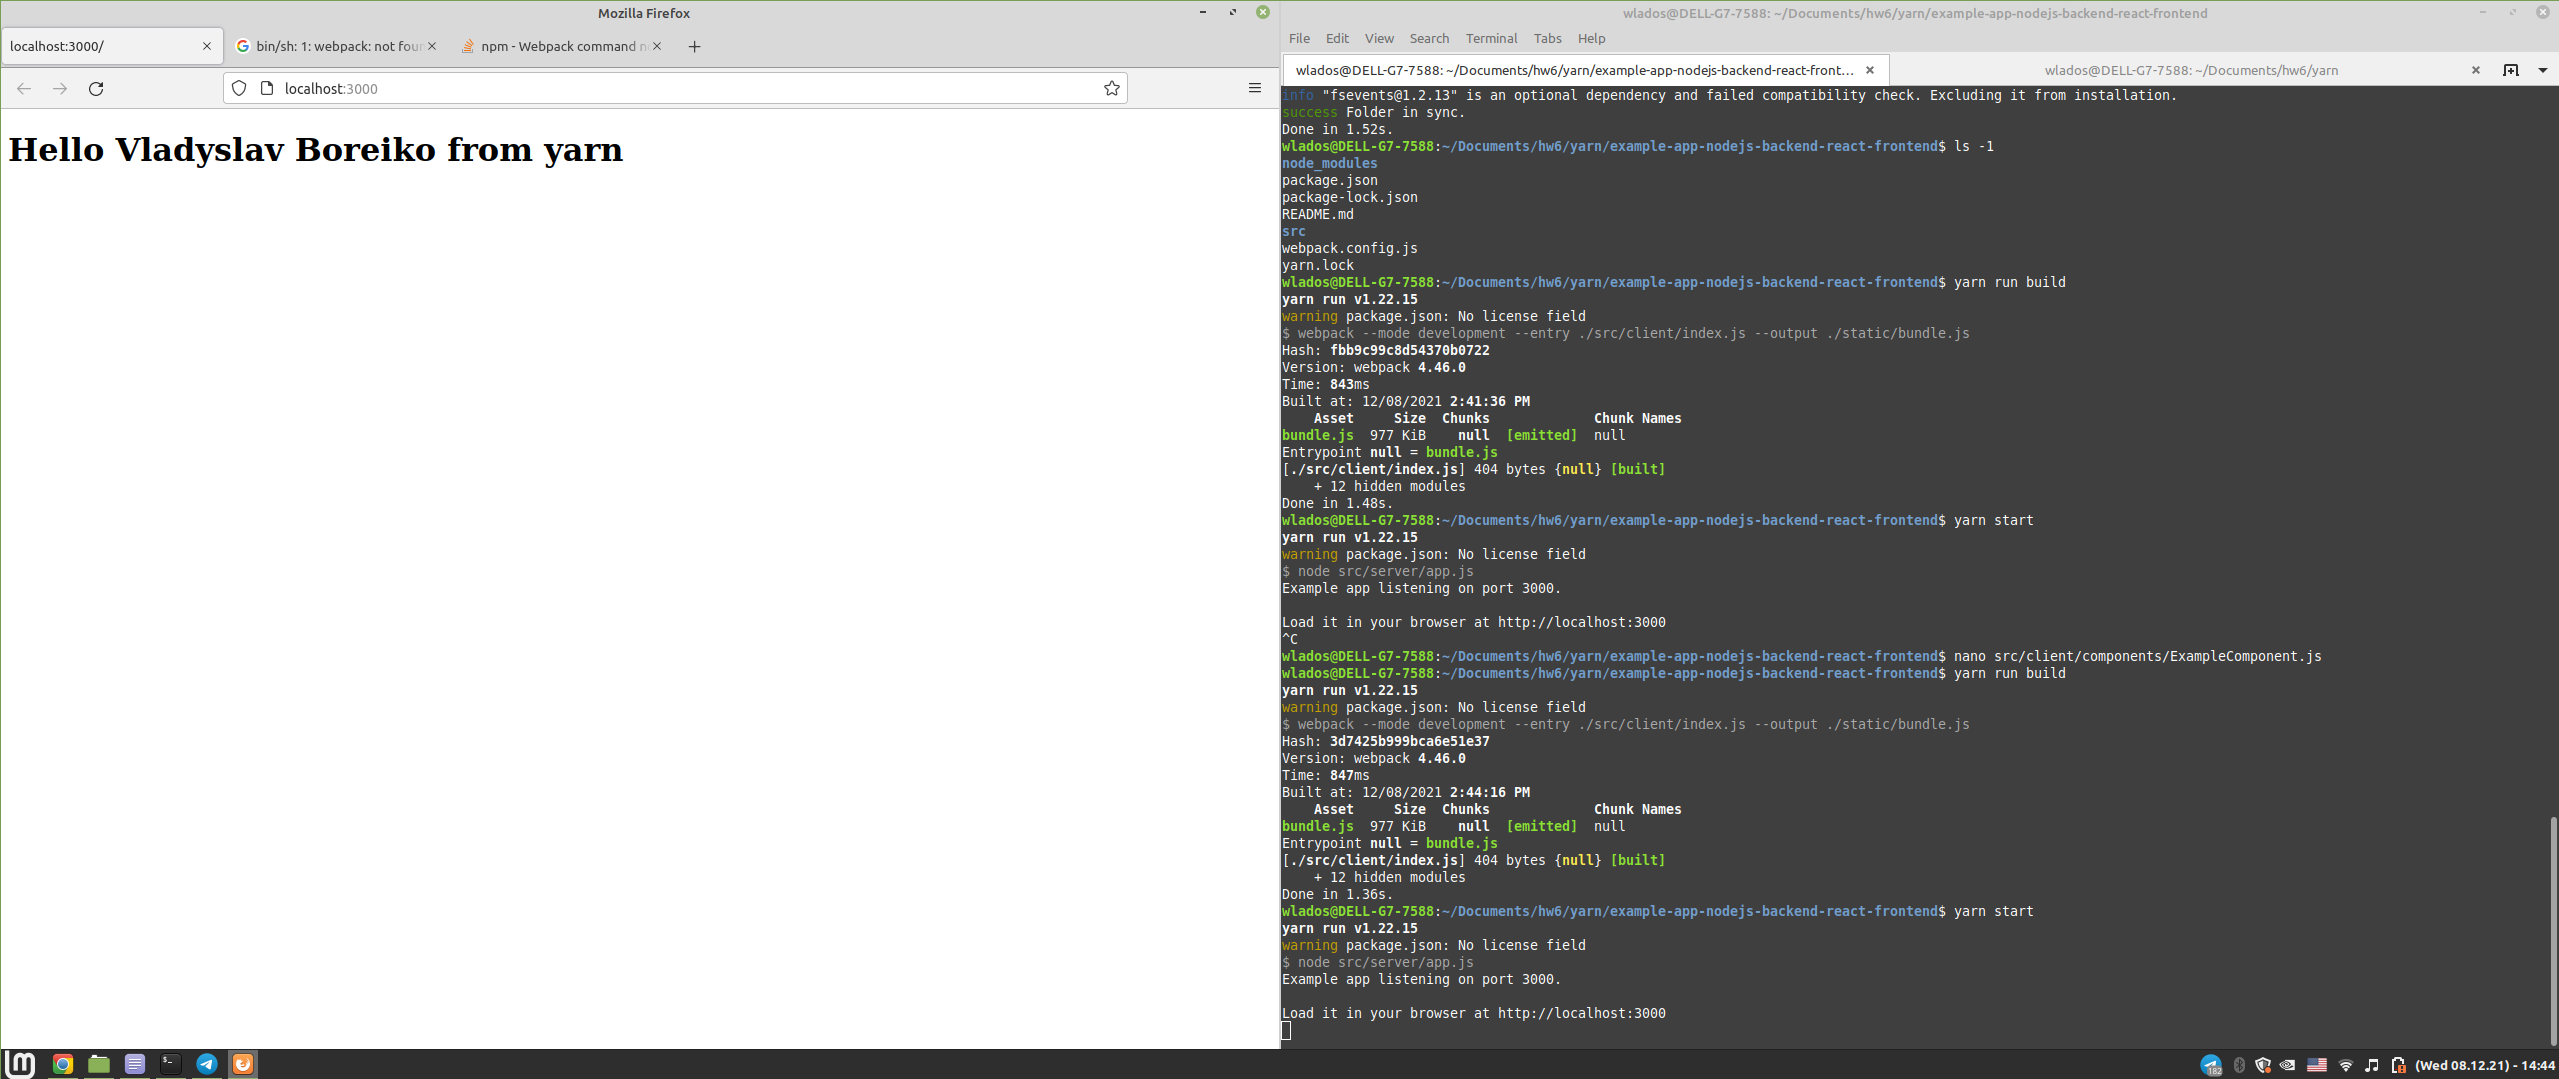 Mozilla Firefox
localhost:3000/
bin/sh: 1: webpack: not four
npm - Webpack command n
localhost:3000
Hello Vladyslav Boreiko from yarn
wlados@DELL-G7-7588: ~/Documents/hw6/yarn/example-app-nodejs-backend-react-frontend
File Edit View Search Terminal Tabs Help
wlados@DELL-G7-7588: ~/Documents/hw6/yarn/example-app-nodejs-backend-react-front...
wlados@DELL-G7-7588: ~/Documents/hw6/yarn
info "fsevents@1.2.13" is an optional dependency and failed compatibility check. Excluding it from installation.
success Folder in sync.
Done in 1.52s.
wlados@DELL-G7-7588:~/Documents/hw6/yarn/example-app-nodejs-backend-react-frontend$ ls -1
node_modules
package.json
package-lock.json
README.md
src
webpack.config.js
yarn.lock
wlados@DELL-G7-7588:~/Documents/hw6/yarn/example-app-nodejs-backend-react-frontend$ yarn run build
yarn run v1.22.15
warning package.json: No license field
$ webpack --mode development --entry ./src/client/index.js --output ./static/bundle.js
Hash: fbb9c99c8d54370b0722
Version: webpack 4.46.0
Time: 843ms
Built at: 12/08/2021 2:41:36 PM
Asset Size Chunks Chunk Names
bundle.js 977 KiB null [emitted] null
Entrypoint null = bundle.js
[./src/client/index.js] 404 bytes {null} [built]
+ 12 hidden modules
Done in 1.48s.
wlados@DELL-G7-7588:~/Documents/hw6/yarn/example-app-nodejs-backend-react-frontend$ yarn start
yarn run v1.22.15
warning package.json: No license field
$ node src/server/app.js
Example app listening on port 3000.
Load it in your browser at http://localhost:3000
^C
wlados@DELL-G7-7588:~/Documents/hw6/yarn/example-app-nodejs-backend-react-frontend$ nano src/client/components/ExampleComponent.js
wlados@DELL-G7-7588:~/Documents/hw6/yarn/example-app-nodejs-backend-react-frontend$ yarn run build
yarn run v1.22.15
warning package.json: No license field
$ webpack --mode development --entry ./src/client/index.js --output ./static/bundle.js
Hash: 3d7425b999bca6e51e37
Version: webpack 4.46.0
Time: 847ms
Built at: 12/08/2021 2:44:16 PM
Asset Size Chunks Chunk Names
bundle.js 977 KiB null [emitted] null
Entrypoint null = bundle.js
[./src/client/index.js] 404 bytes {null} [built]
+ 12 hidden modules
Done in 1.36s.
wlados@DELL-G7-7588:~/Documents/hw6/yarn/example-app-nodejs-backend-react-frontend$ yarn start
yarn run v1.22.15
warning package.json: No license field
$ node src/server/app.js
Example app listening on port 3000.
Load it in your browser at http://localhost:3000
182
(Wed 08.12.21) - 14:44